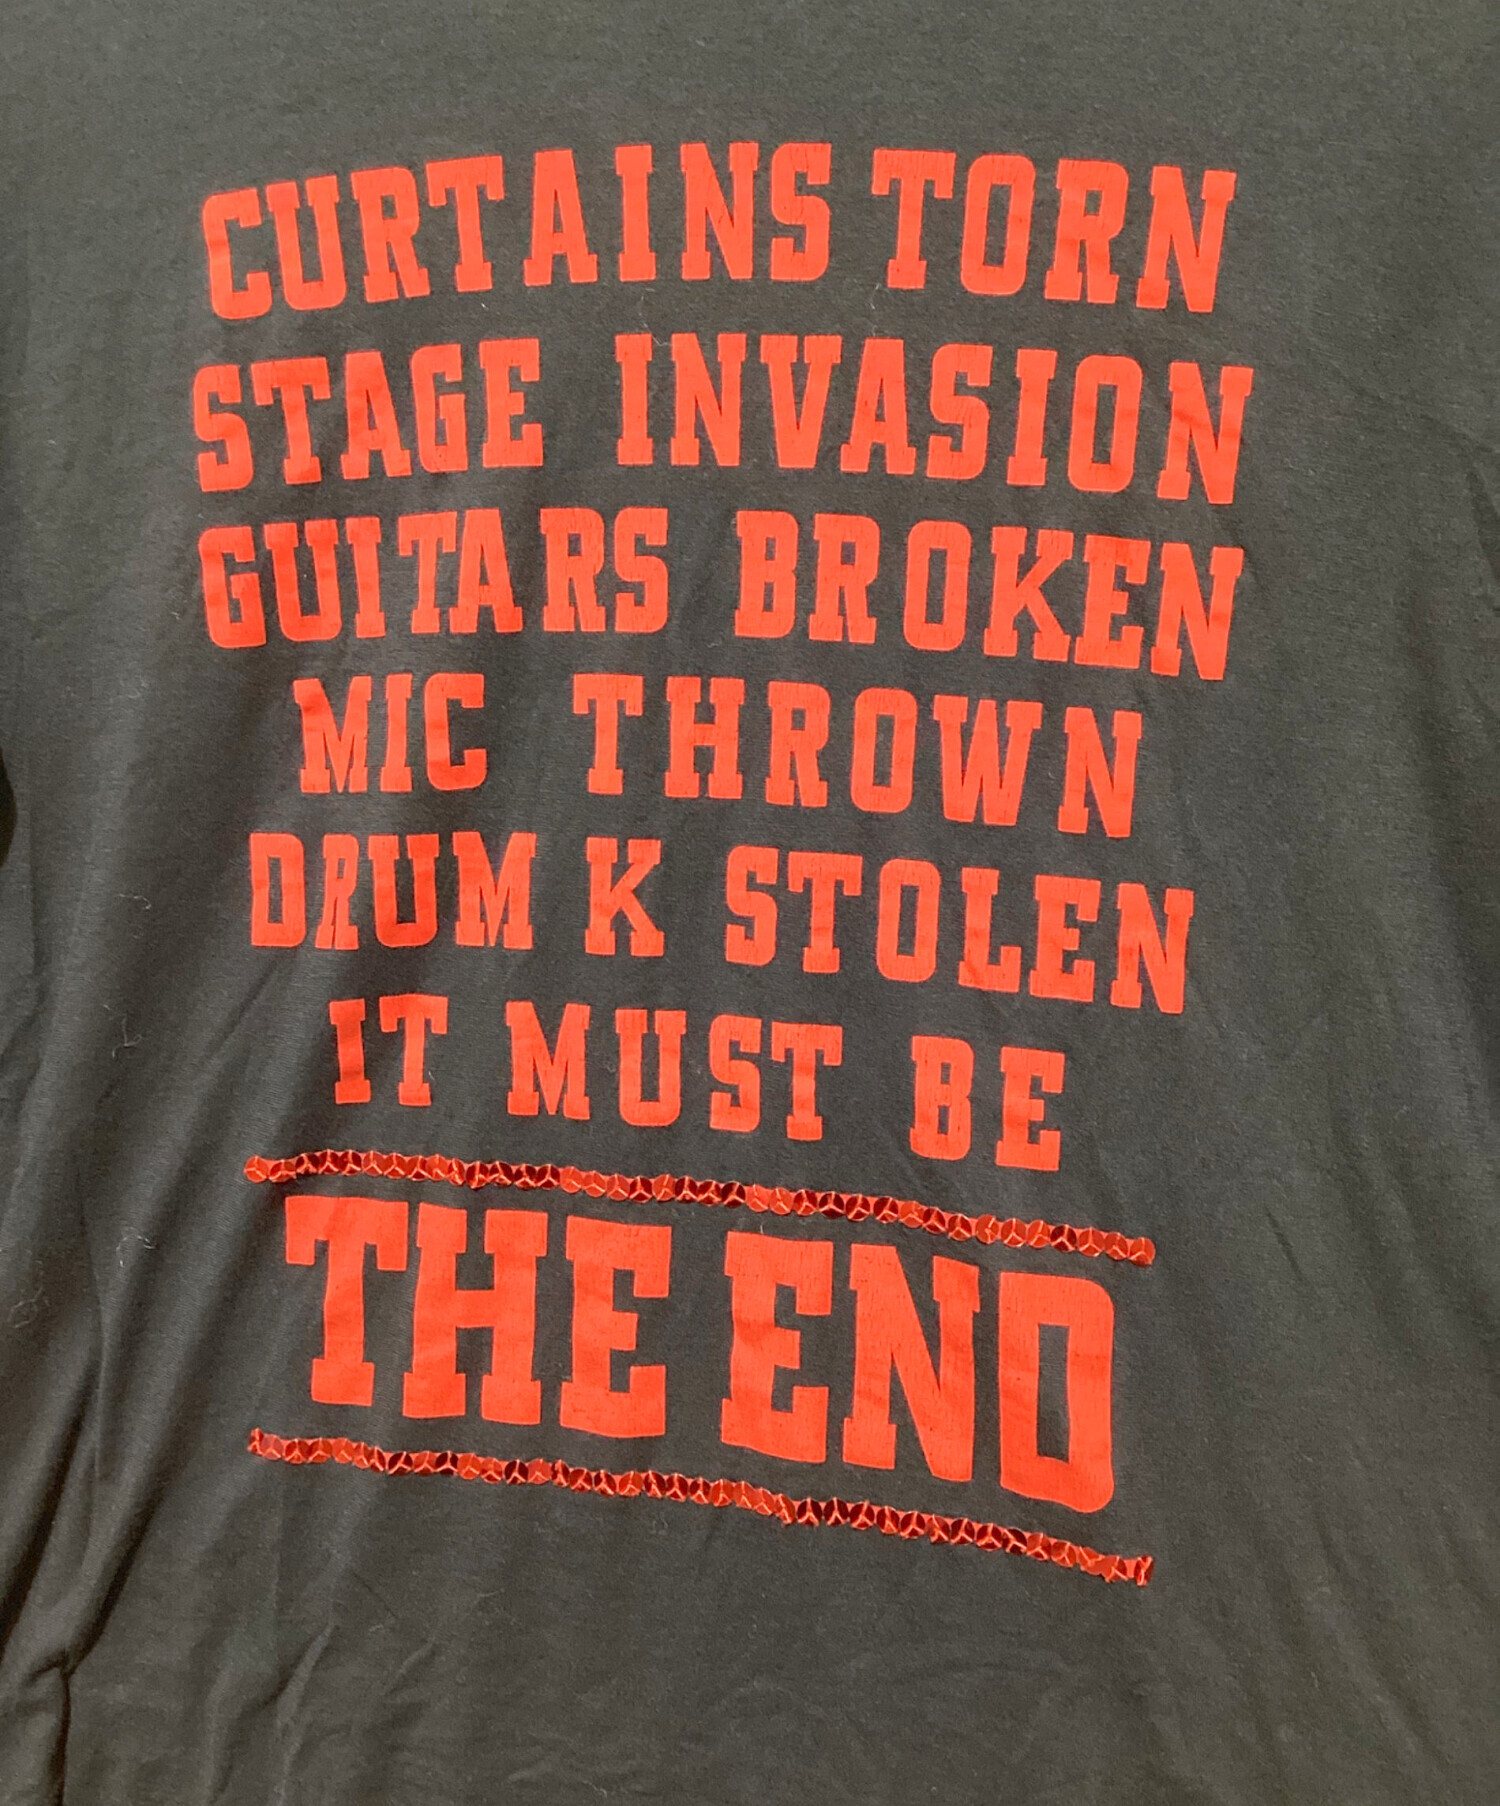 CURTAINS TORN
STAGE INVASION
GUITARS BROKEN
MIC THROWN
DRUM K STOLEN
IT MUST BE
THE END